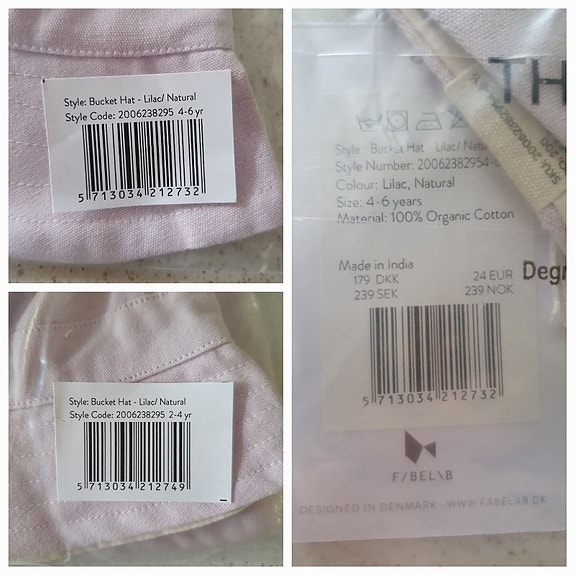 Style: Bucket Hat - Lilac/ Natural
Style Code: 2006238295 4-6 yr
5 713034 212732
Style: Bucket Hat - Lilac/ Natural
Style Code: 2006238295 2-4 yr
5 713034 212749
TH
Style : Bucket Hat - Lilac/ Natu
Style Number: 20062382954-
Colour: Lilac, Natural
Size: 4-6 years
Material: 100% Organic Cotton
Made in India
179 DKK 24 EUR
239 SEK 239 NOK
Degr
5 713034 212732
F/BEL\B
DESIGNED IN DENMARK · WWW.FABELAB.DK